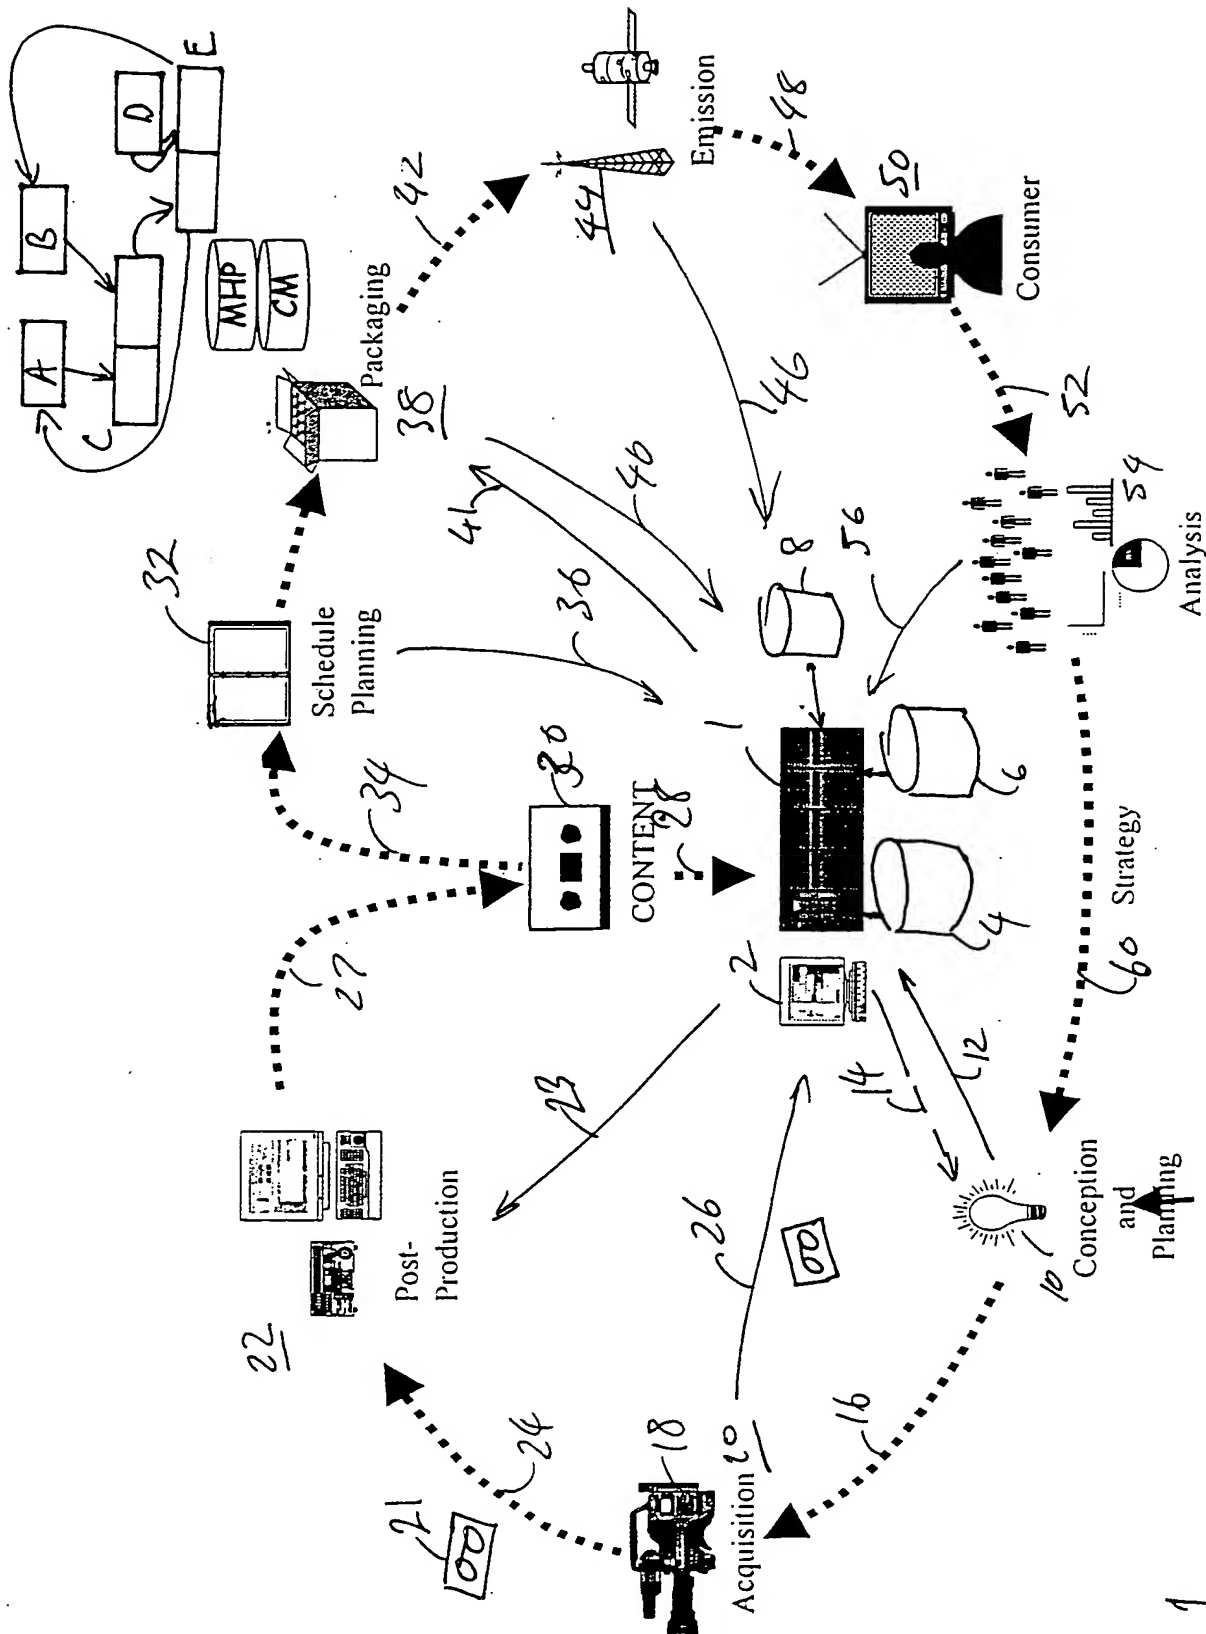 A
B
C
D
E
MHP
CM
32
Schedule
Planning
Packaging
38
42
44
Emission
48
50
Consumer
52
54
Analysis
56
46
40
41
36
34
27
30
CONTENT
28
1
2
4
6
8
Post-
Production
22
23
24
21
18
Acquisition
20
26
16
14
12
10
Conception
and
Planning
60
Strategy
1